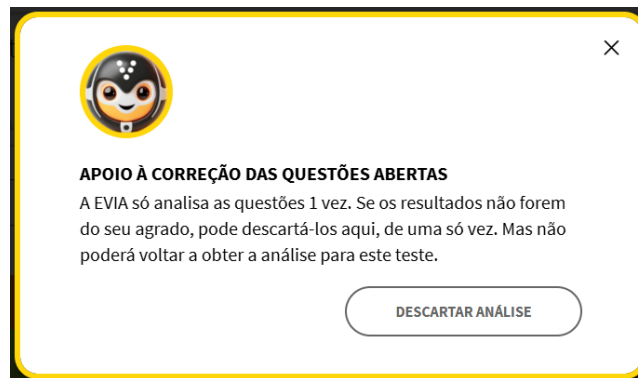 APOIO À CORREÇÃO DAS QUESTÕES ABERTAS
A EVIA só analisa as questões 1 vez. Se os resultados não forem
do seu agrado, pode descartá-los aqui, de uma só vez. Mas não
poderá voltar a obter a análise para este teste.
DESCARTAR ANÁLISE